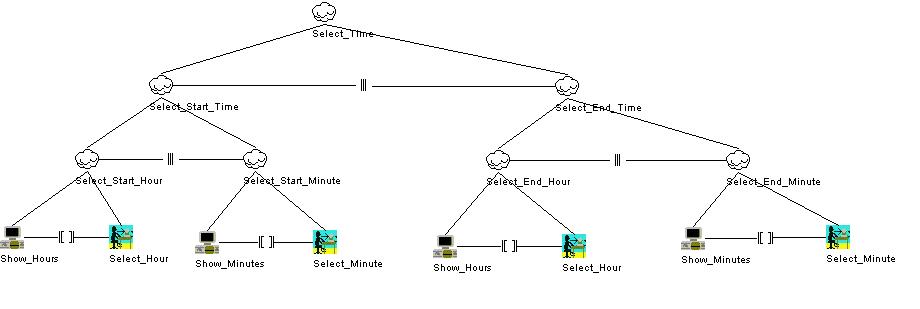 Select_Time
|||
Select_Start_Time
Select_End_Time
|||
|||
Select_Start_Hour
Select_Start_Minute
Select_End_Hour
Select_End_Minute
|[ ]|
|[ ]|
|[ ]|
|[ ]|
Show_Hours
Select_Hour
Show_Minutes
Select_Minute
Show_Hours
Select_Hour
Show_Minutes
Select_Minute